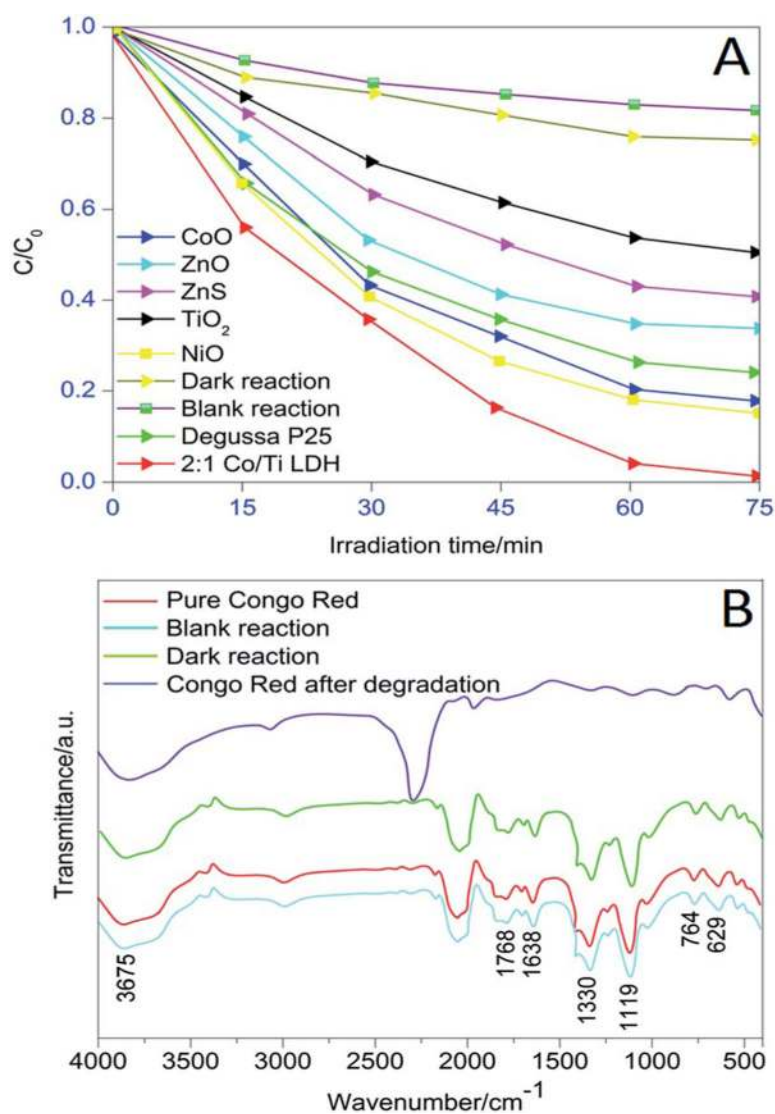 A
1.0
0.8
0.6
0.4
0.2
0.0
C/C0
CoO
ZnO
ZnS
TiO2
NiO
Dark reaction
Blank reaction
Degussa P25
2:1 Co/Ti LDH
0 15 30 45 60 75
Irradiation time/min
B
Pure Congo Red
Blank reaction
Dark reaction
Congo Red after degradation
Transmittance/a.u.
3675 1768 1638 1330 1119 764 629
4000 3500 3000 2500 2000 1500 1000 500
Wavenumber/cm-1